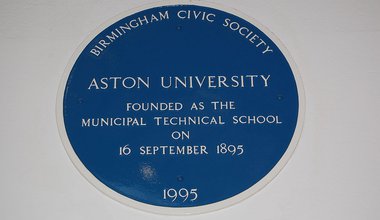 BIRMINGHAM CIVIC SOCIETY
ASTON UNIVERSITY
FOUNDED AS THE
MUNICIPAL TECHNICAL SCHOOL
ON
16 SEPTEMBER 1895
1995